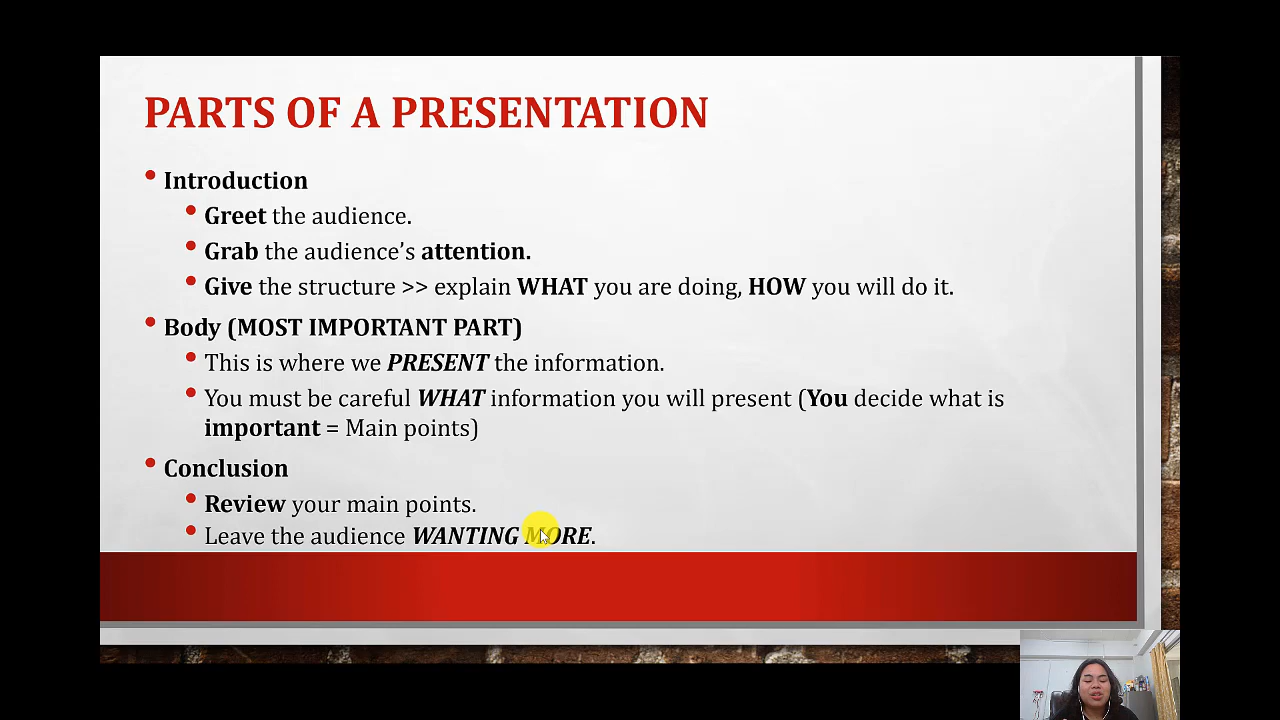 PARTS OF A PRESENTATION
• Introduction
• Greet the audience.
• Grab the audience’s attention.
• Give the structure >> explain WHAT you are doing, HOW you will do it.
• Body (MOST IMPORTANT PART)
• This is where we PRESENT the information.
• You must be careful WHAT information you will present (You decide what is
important = Main points)
• Conclusion
• Review your main points.
• Leave the audience WANTING MORE.